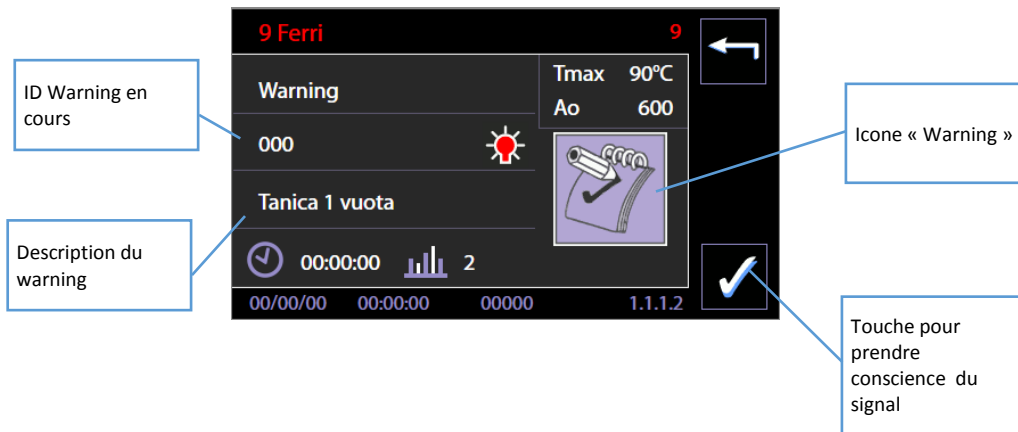 9 Ferri 9
ID Warning en
cours
Warning
Tmax 90°C
Ao 600
000
Icone « Warning »
Tanica 1 vuota
Description du
warning
00:00:00 2
00/00/00 00:00:00 00000 1.1.1.2
Touche pour
prendre
conscience du
signal